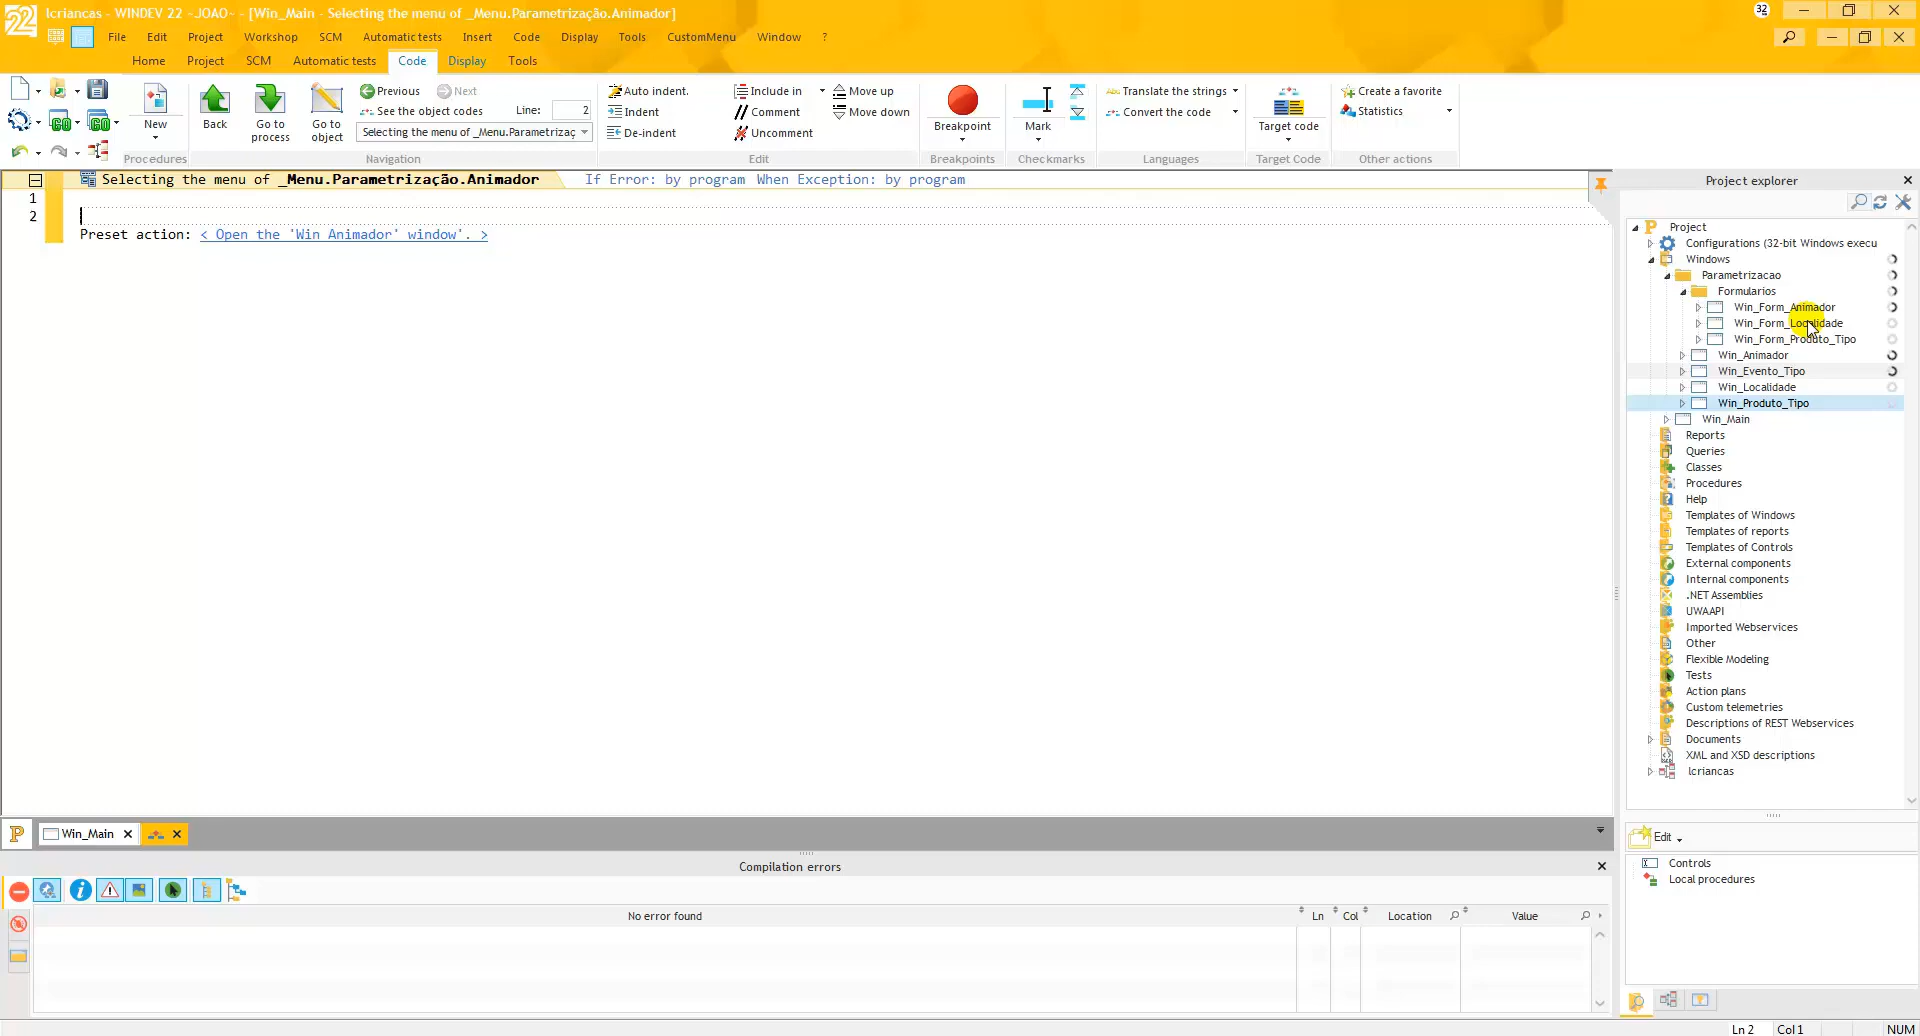 lcriancas - WINDEV 22 ~JOAO~ - [Win_Main - Selecting the menu of _Menu.Parametrização.Animador]
32
22
File Edit Project Workshop SCM Automatic tests Insert Code Display Tools CustomMenu Window ?
Home Project SCM Automatic tests Code Display Tools
Previous Next
See the object codes Line: 2
Selecting the menu of _Menu.Parametrizaç
New Back Go to process Go to object
Auto indent. Include in Move up
Indent Comment Move down
De-indent Uncomment
Breakpoint Mark
Translate the strings
Convert the code
Target code
Create a favorite
Statistics
GO GO
Procedures Navigation Edit Breakpoints Checkmarks Languages Target Code Other actions
Selecting the menu of _Menu.Parametrização.Animador If Error: by program When Exception: by program
1
2
Preset action: < Open the 'Win Animador' window'. >
Project explorer
Project
Configurations (32-bit Windows execu
Windows
Parametrizacao
Formularios
Win_Form_Animador
Win_Form_Localidade
Win_Form_Produto_Tipo
Win_Animador
Win_Evento_Tipo
Win_Localidade
Win_Produto_Tipo
Win_Main
Reports
Queries
Classes
Procedures
Help
Templates of Windows
Templates of reports
Templates of Controls
External components
Internal components
.NET Assemblies
UWAAPI
Imported Webservices
Other
Flexible Modeling
Tests
Action plans
Custom telemetries
Descriptions of REST Webservices
Documents
XML and XSD descriptions
lcriancas
Edit
Controls
Local procedures
P Win_Main
Compilation errors
No error found Ln Col Location Value
Ln 2 Col 1 NUM